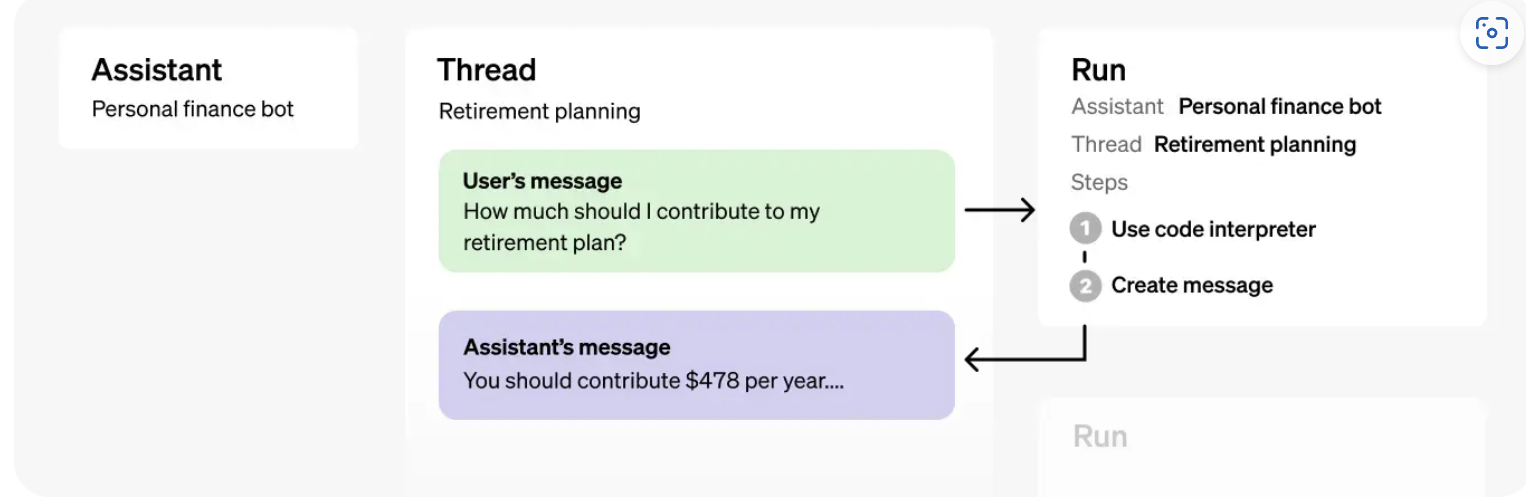 Assistant
Personal finance bot
Thread
Retirement planning
User’s message
How much should I contribute to my
retirement plan?
Assistant’s message
You should contribute $478 per year....
Run
Assistant Personal finance bot
Thread Retirement planning
Steps
1 Use code interpreter
2 Create message
Run